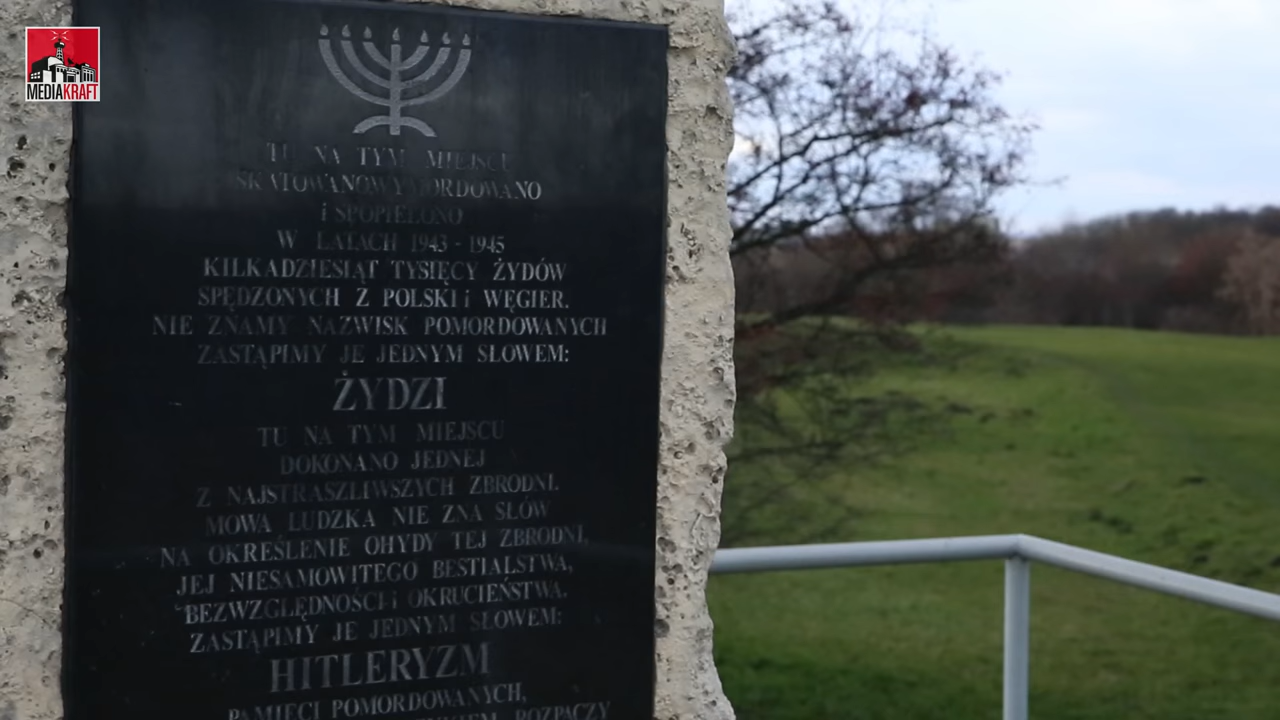 MEDIAKRAFT
TU NA TYM MIEJSCU
SKATOWANO WYMORDOWANO
i SPOPIELONO
W LATACH 1943 - 1945
KILKADZIESIĄT TYSIĘCY ŻYDÓW
SPĘDZONYCH Z POLSKI i WĘGIER.
NIE ZNAMY NAZWISK POMORDOWANYCH
ZASTĄPIMY JE JEDNYM SŁOWEM:
ŻYDZI
TU NA TYM MIEJSCU
DOKONANO JEDNEJ
Z NAJSTRASZLIWSZYCH ZBRODNI.
MOWA LUDZKA NIE ZNA SŁÓW
NA OKREŚLENIE OHYDY TEJ ZBRODNI,
JEJ NIESAMOWITEGO BESTIALSTWA,
BEZWZGLĘDNOŚCI i OKRUCIEŃSTWA.
ZASTĄPIMY JE JEDNYM SŁOWEM:
HITLERYZM
PAMIĘCI POMORDOWANYCH,
ROZPACZY